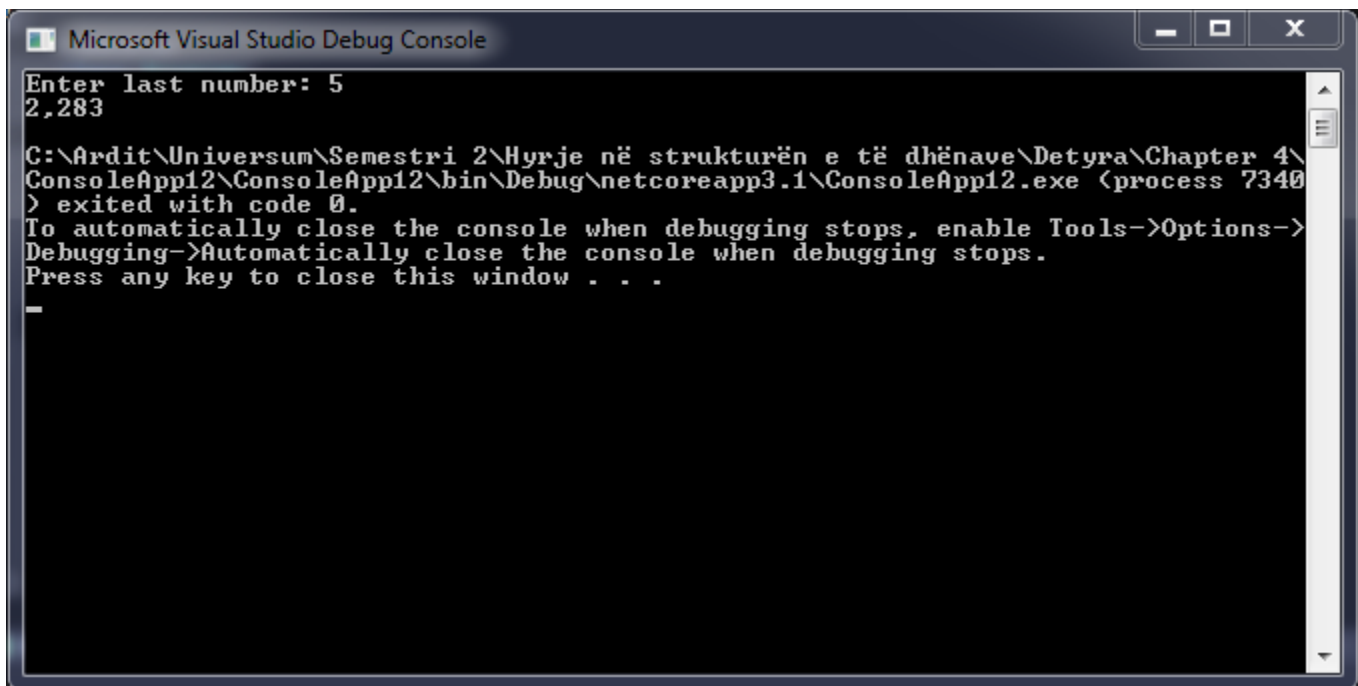 Microsoft Visual Studio Debug Console
Enter last number: 5
2,283
C:\Ardit\Universum\Semestri 2\Hyrje në strukturën e të dhënave\Detyra\Chapter 4\
ConsoleApp12\ConsoleApp12\bin\Debug\netcoreapp3.1\ConsoleApp12.exe (process 7340
) exited with code 0.
To automatically close the console when debugging stops, enable Tools->Options->
Debugging->Automatically close the console when debugging stops.
Press any key to close this window . . .